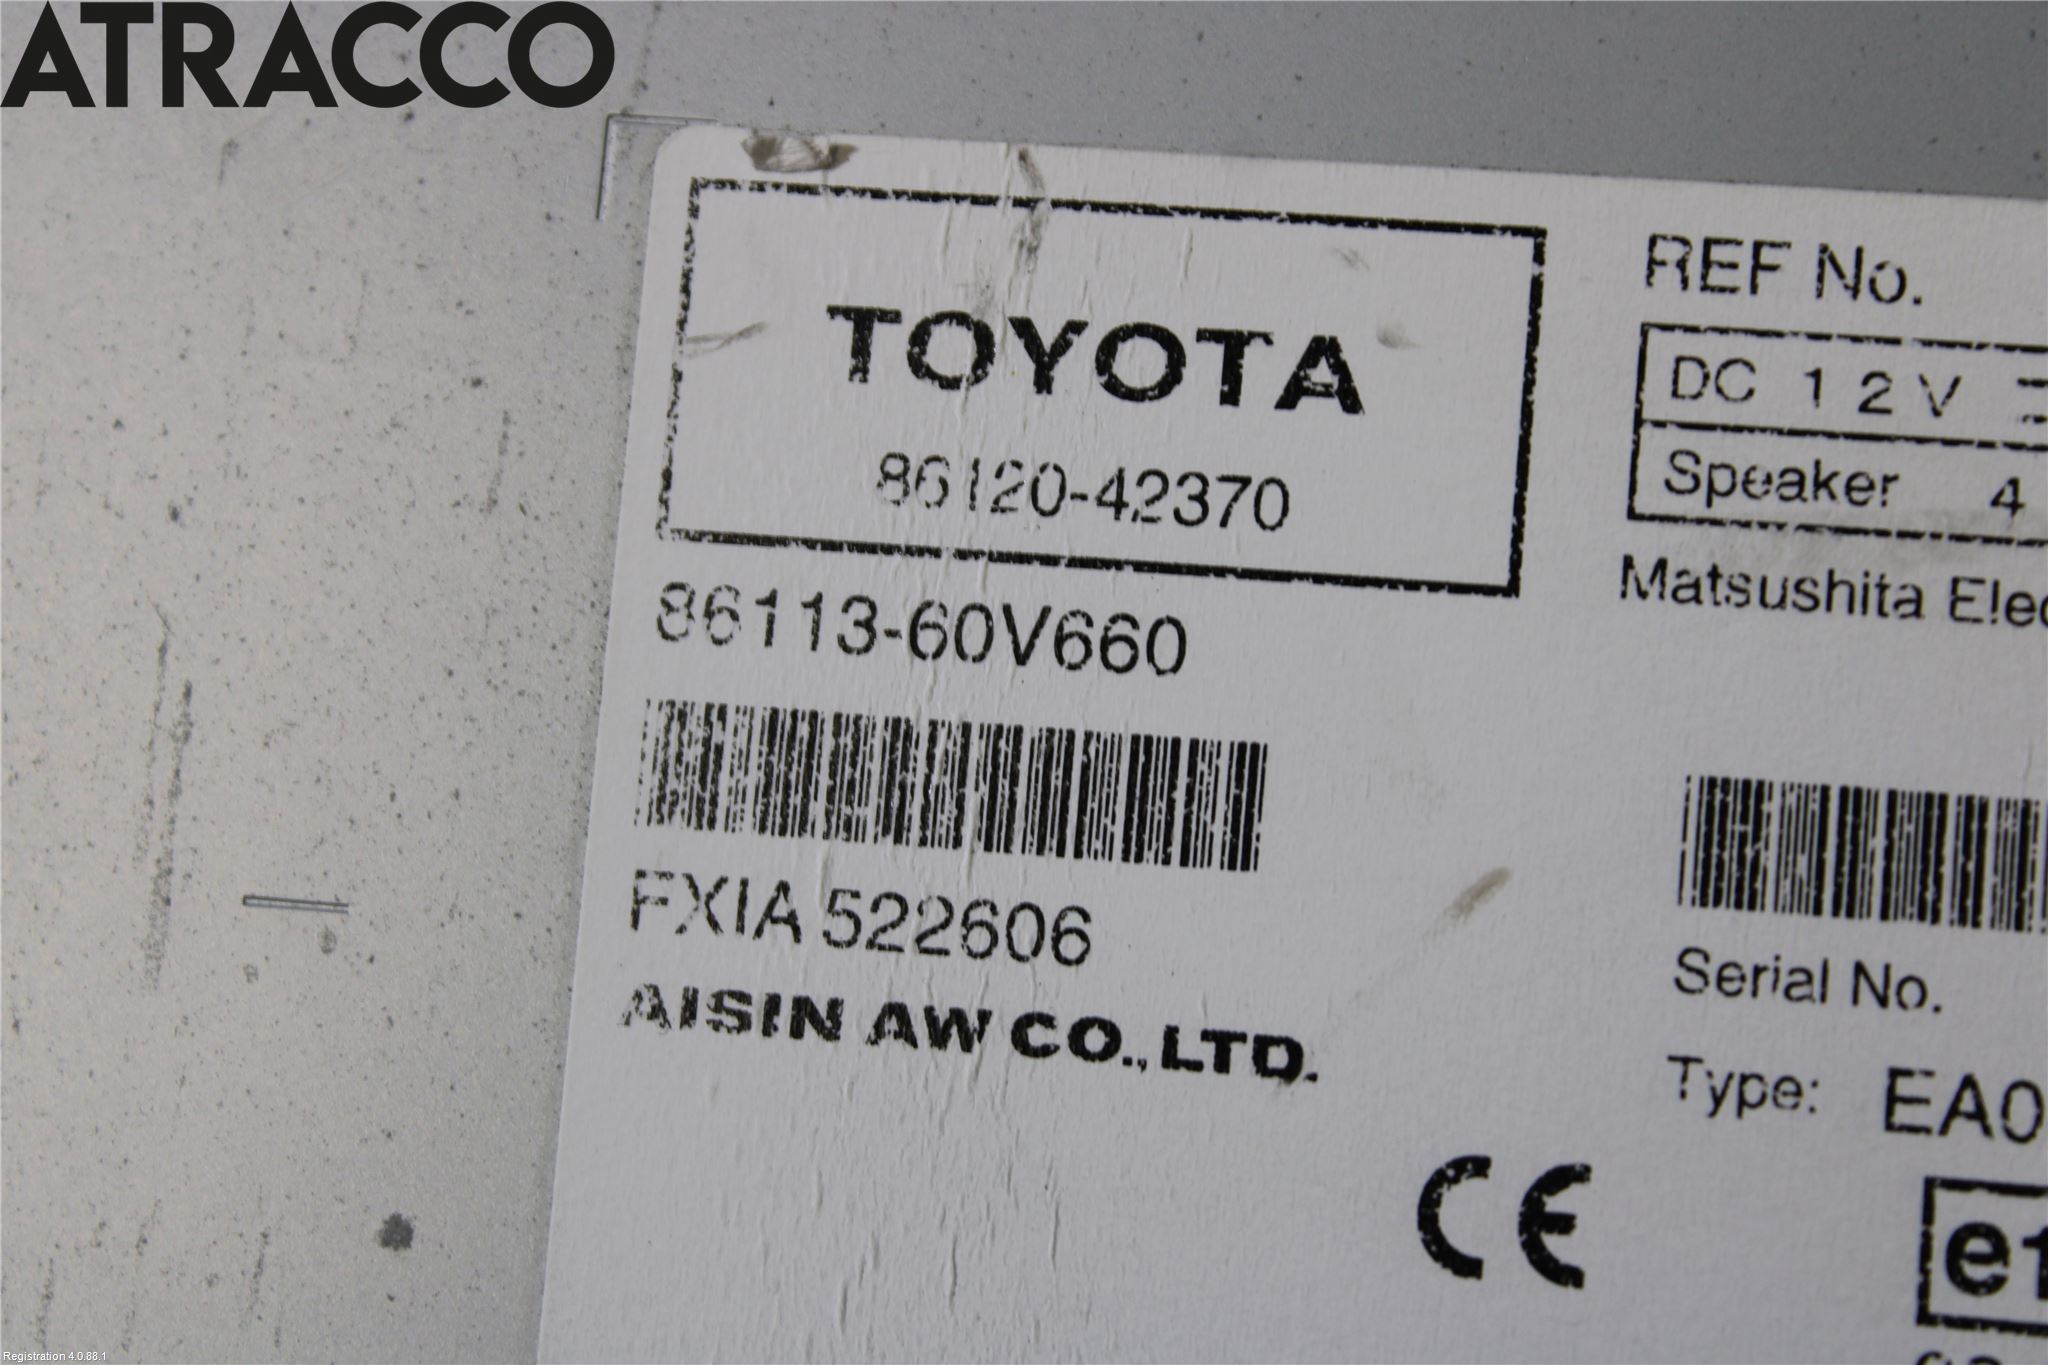 ATRACCO
TOYOTA
86120-42370
86113-60V660
FXIA 522606
AISIN AW CO., LTD.
REF No.
DC 12V
Speaker 4
Matsushita Elec
Serial No.
Type: EA0
CE
e1
Registration 4.0.88.1